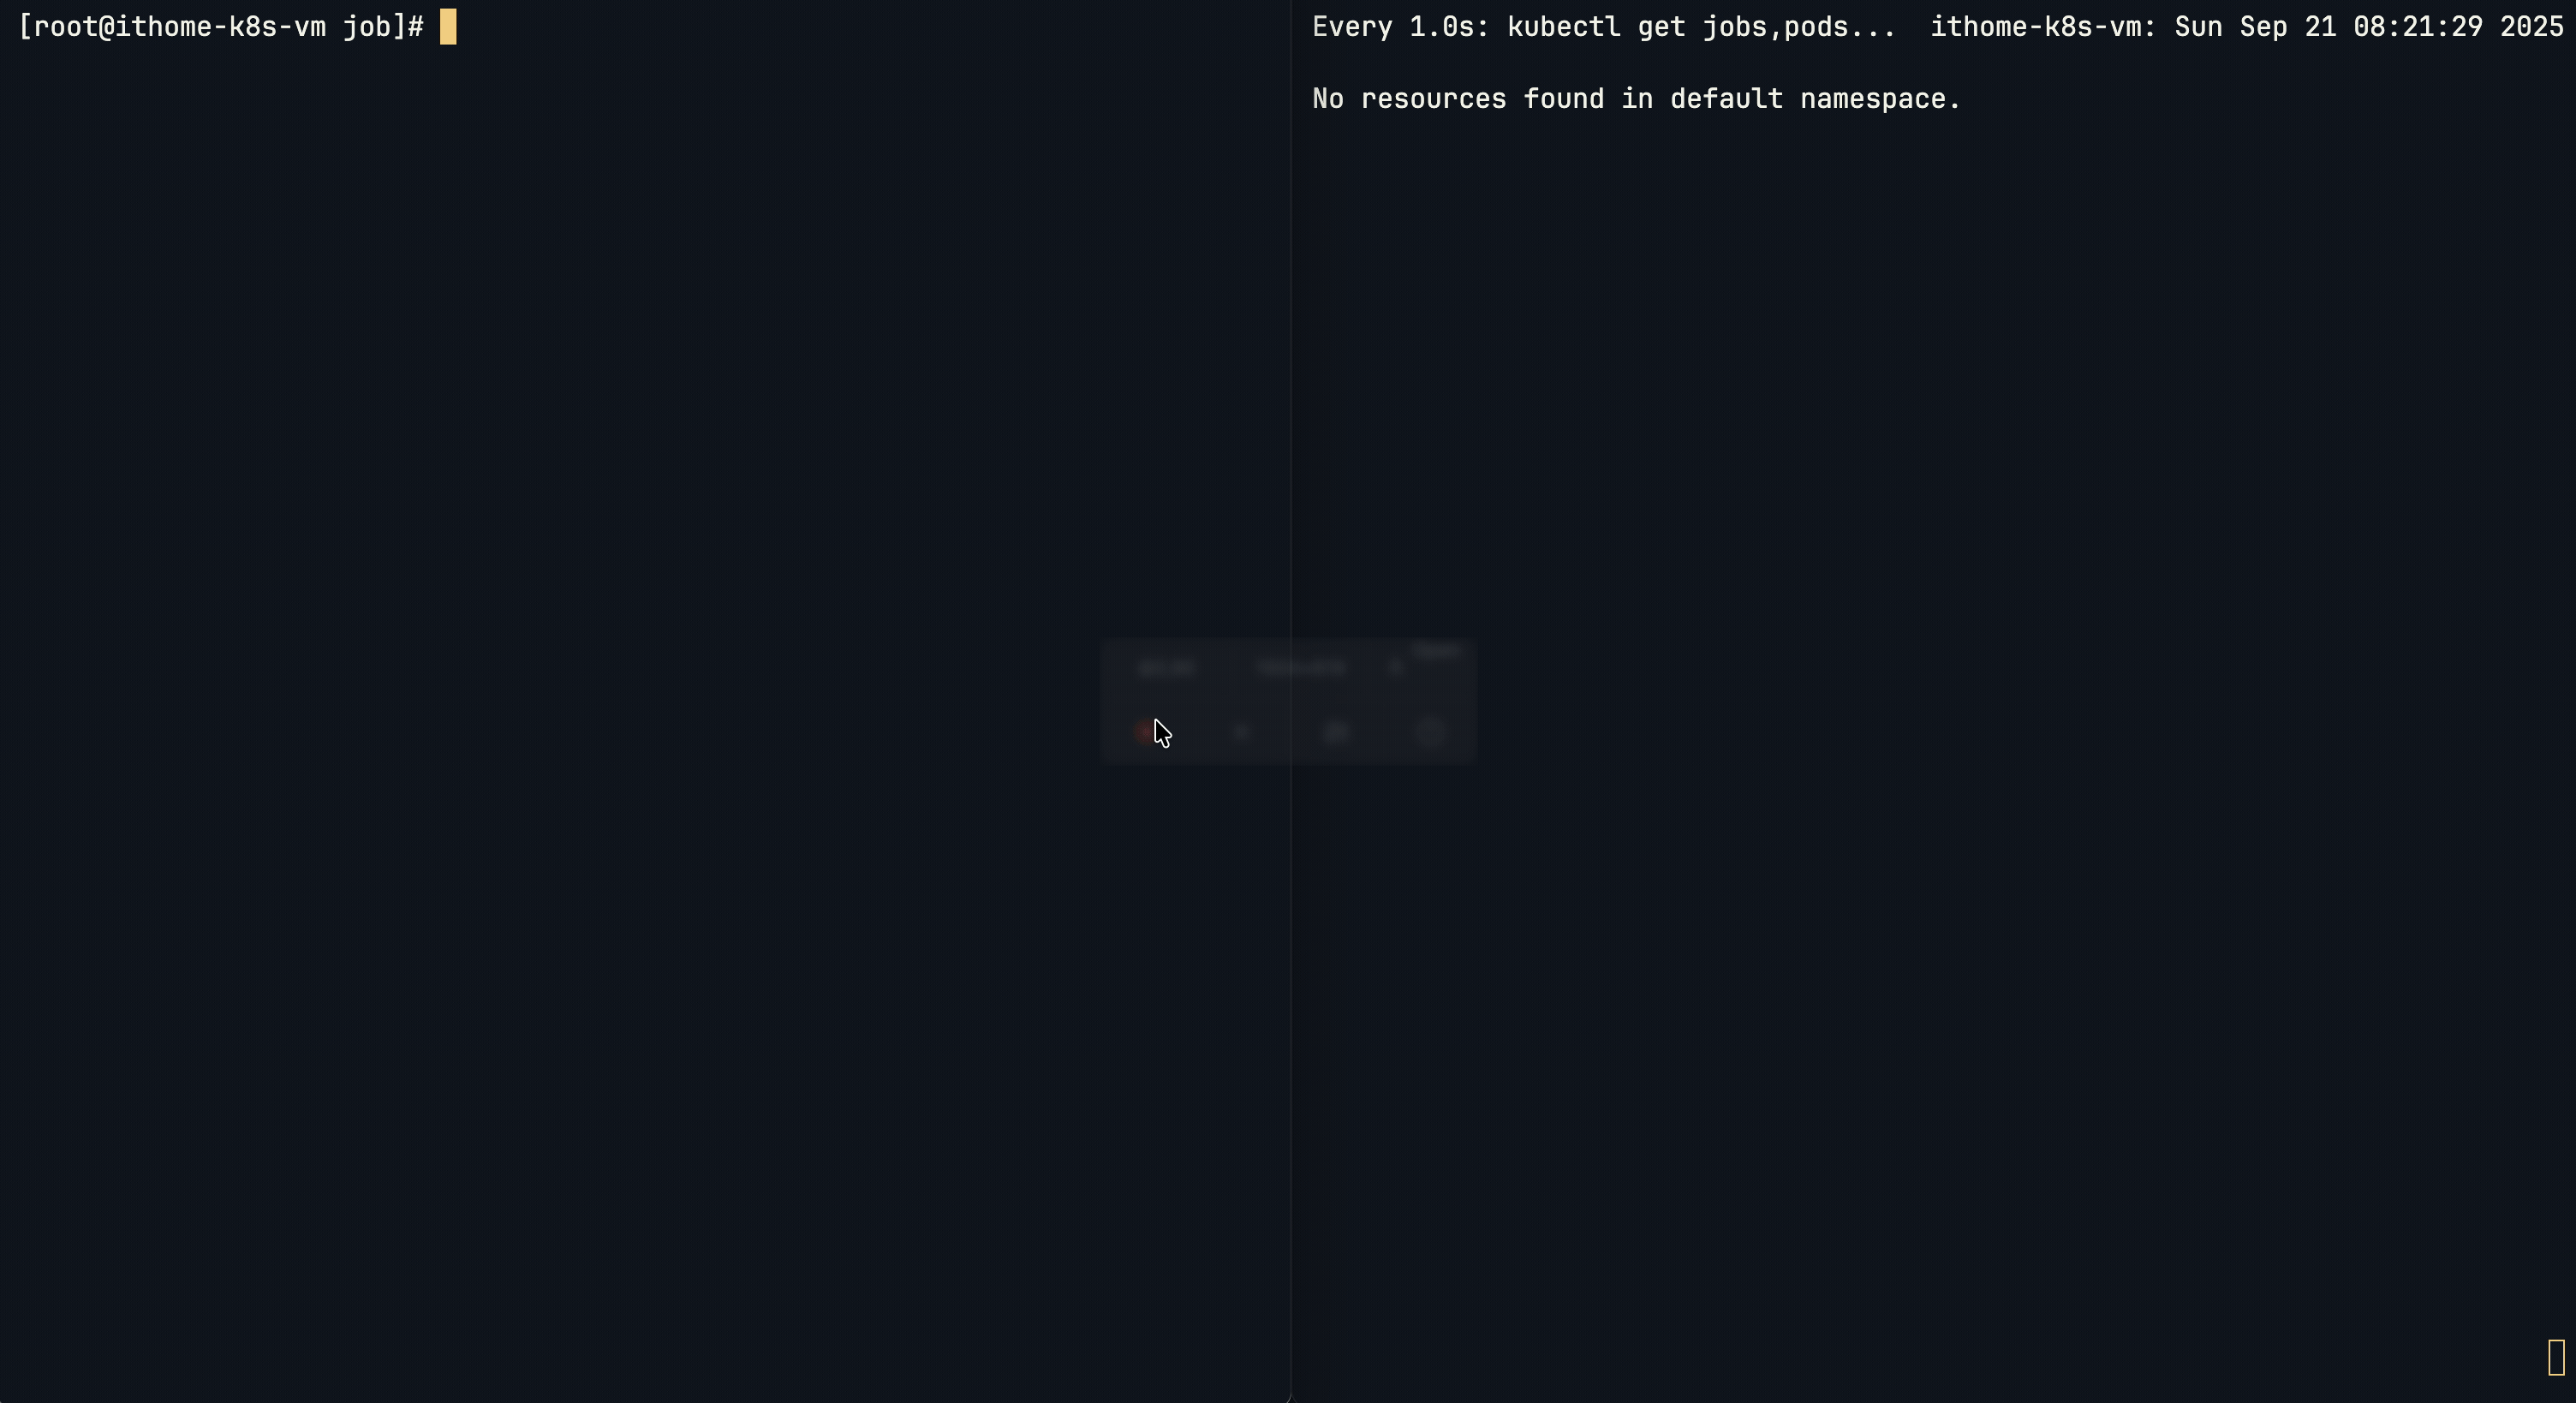 [root@ithome-k8s-vm job]#
Every 1.0s: kubectl get jobs,pods...  ithome-k8s-vm: Sun Sep 21 08:21:29 2025
No resources found in default namespace.